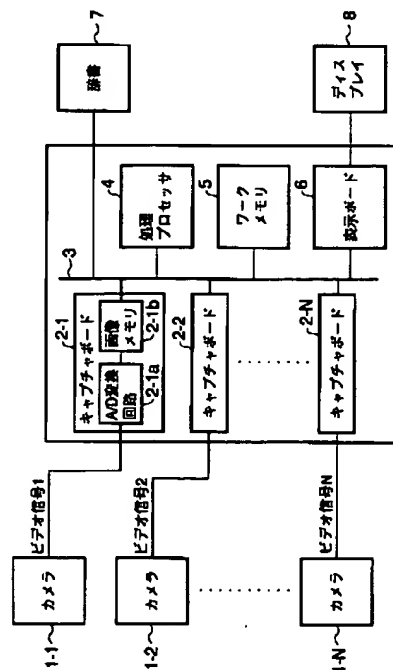 1-1
カメラ
ビデオ信号1
1-2
カメラ
ビデオ信号2
1-N
カメラ
ビデオ信号N
2-1
キャプチャボード
A/D変換
回路
2-1a
画像
メモリ
2-1b
2-2
キャプチャボード
2-N
キャプチャボード
3
4
処理
プロセッサ
5
ワーク
メモリ
6
表示ボード
7
辞書
8
ディス
プレイ